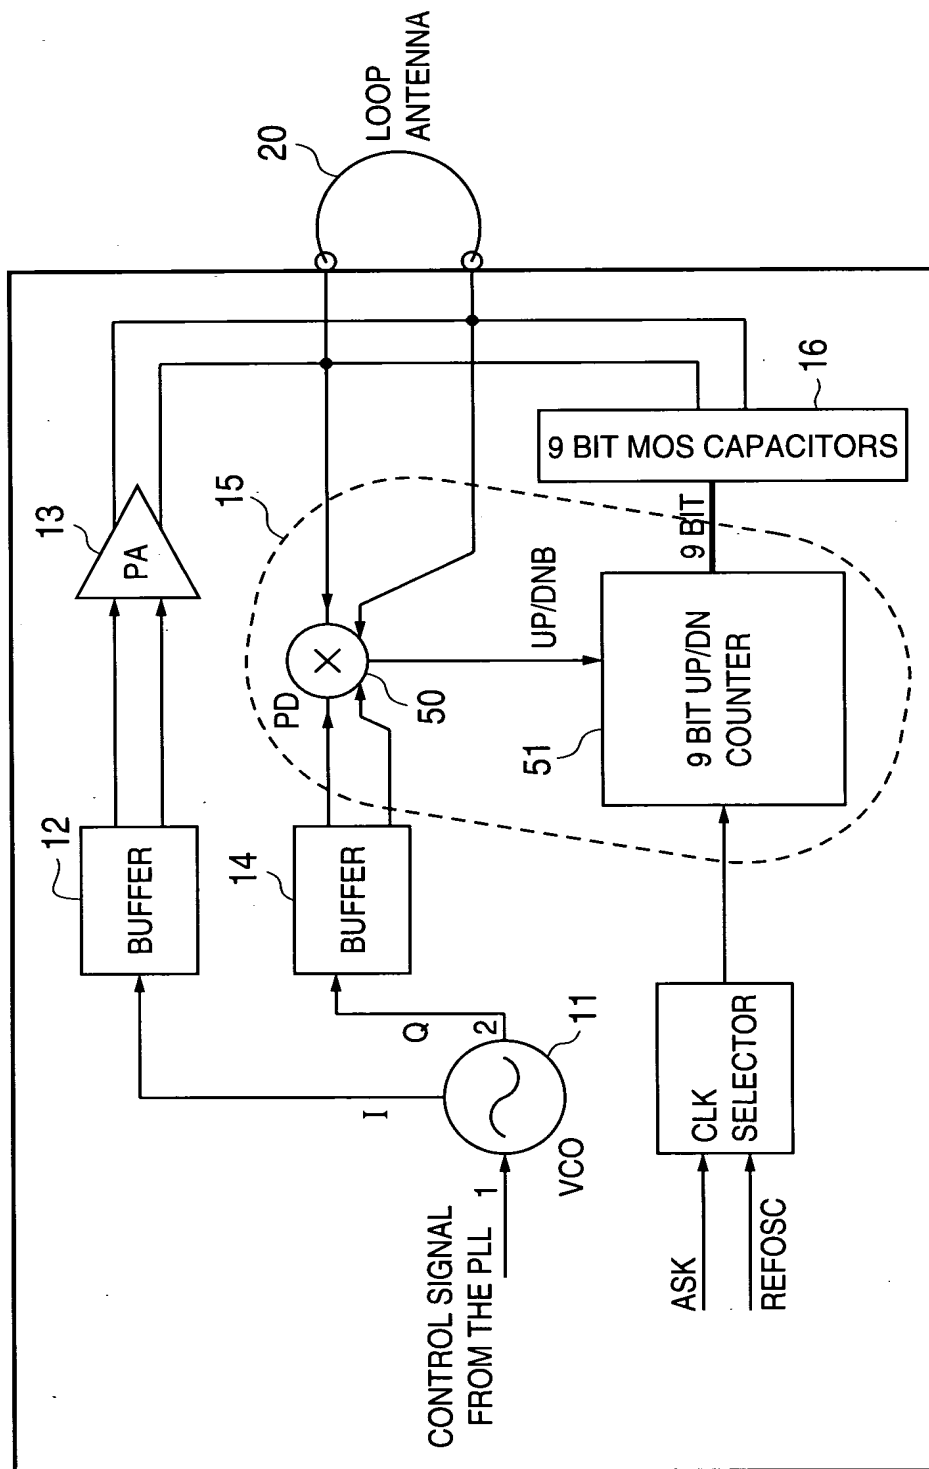 CONTROL SIGNAL
FROM THE PLL
1
VCO
11
I
Q
2
BUFFER
12
BUFFER
14
PA
13
PD
50
15
UP/DNB
LOOP
ANTENNA
20
ASK
REFOSC
CLK
SELECTOR
9 BIT UP/DN
COUNTER
51
9 BIT
9 BIT MOS CAPACITORS
16